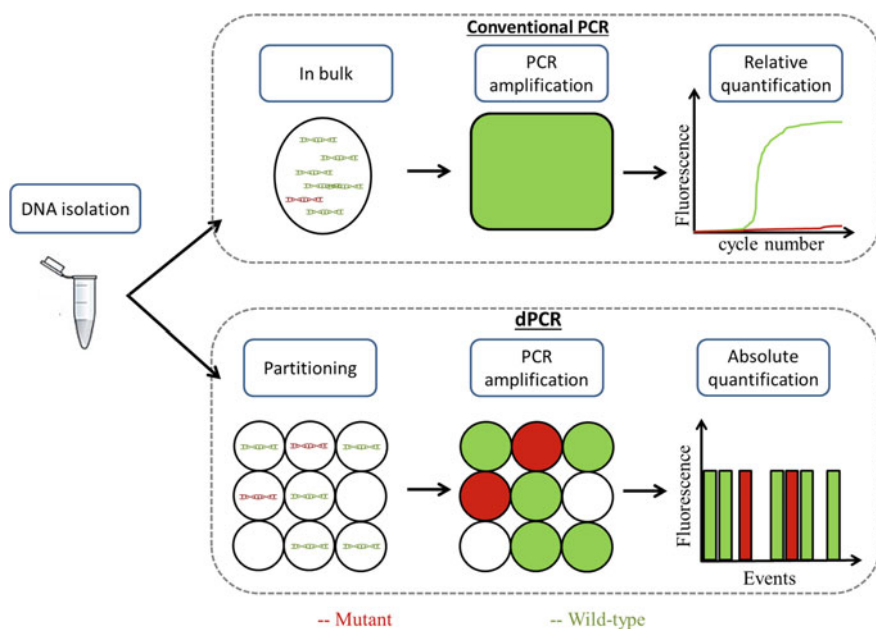 Conventional PCR
In bulk
PCR
amplification
Relative
quantification
Fluorescence
cycle number
DNA isolation
dPCR
Partitioning
PCR
amplification
Absolute
quantification
Fluorescence
Events
-- Mutant
-- Wild-type